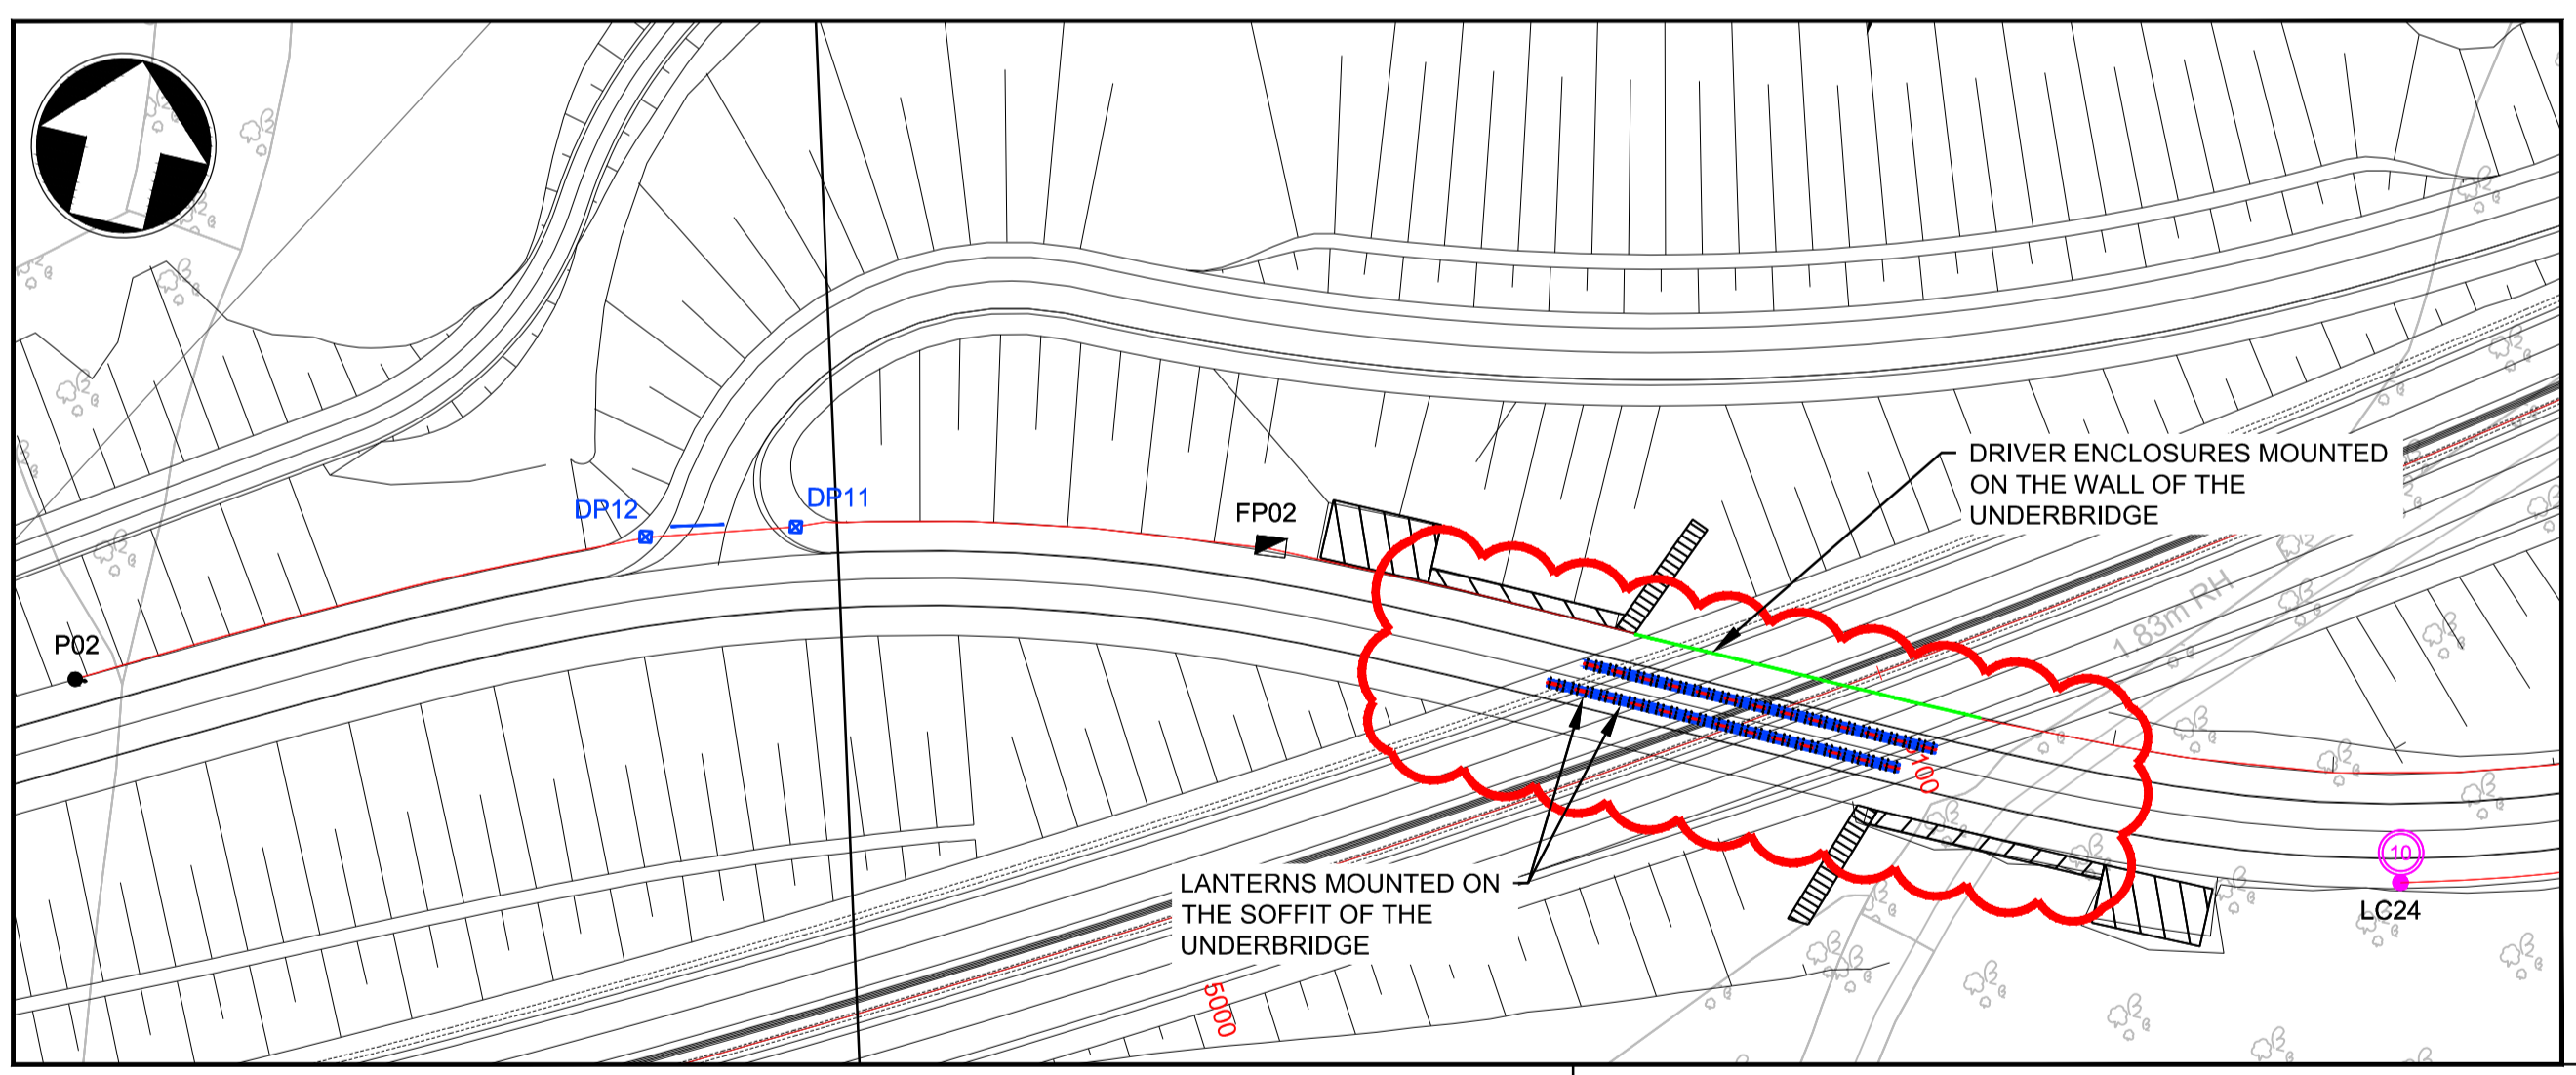 DRIVER ENCLOSURES MOUNTED
ON THE WALL OF THE
UNDERBRIDGE
DP12
DP11
FP02
P02
1.83m RH
10
LC24
LANTERNS MOUNTED ON
THE SOFFIT OF THE
UNDERBRIDGE
5000